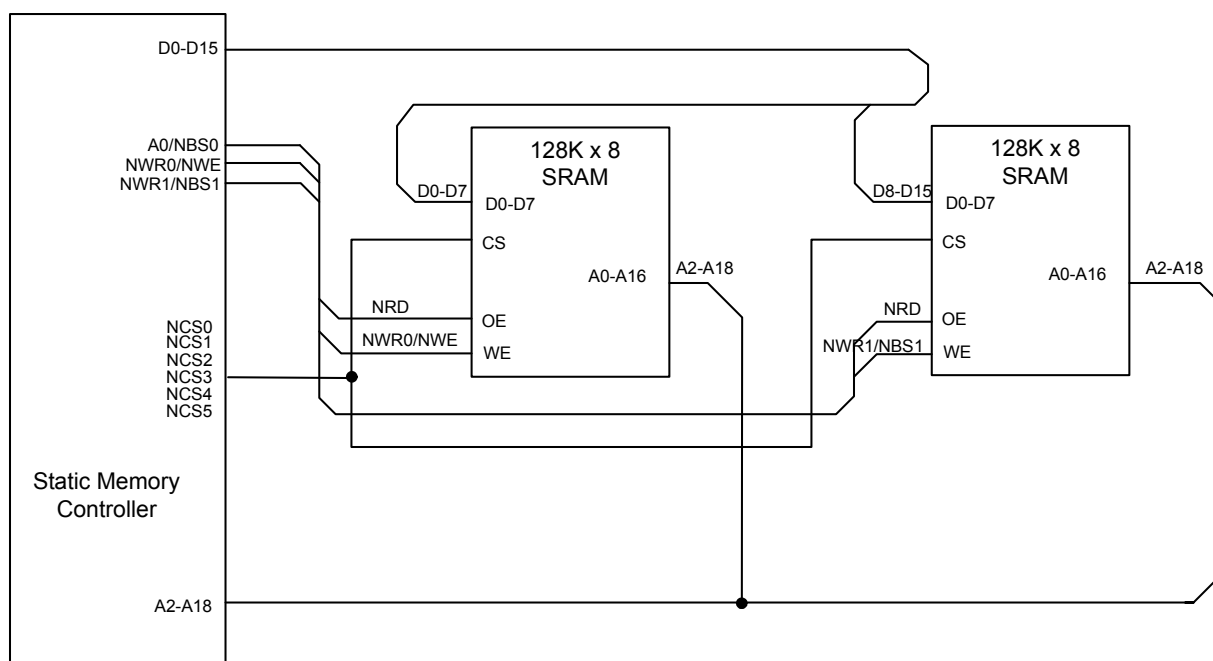 D0-D15
A0/NBS0
NWR0/NWE
NWR1/NBS1
NCS0
NCS1
NCS2
NCS3
NCS4
NCS5
Static Memory
Controller
A2-A18
128K x 8
SRAM
D0-D7
D0-D7
CS
A0-A16
A2-A18
NRD
OE
NWR0/NWE
WE
128K x 8
SRAM
D8-D15
D0-D7
CS
A0-A16
A2-A18
NRD
OE
NWR1/NBS1
WE